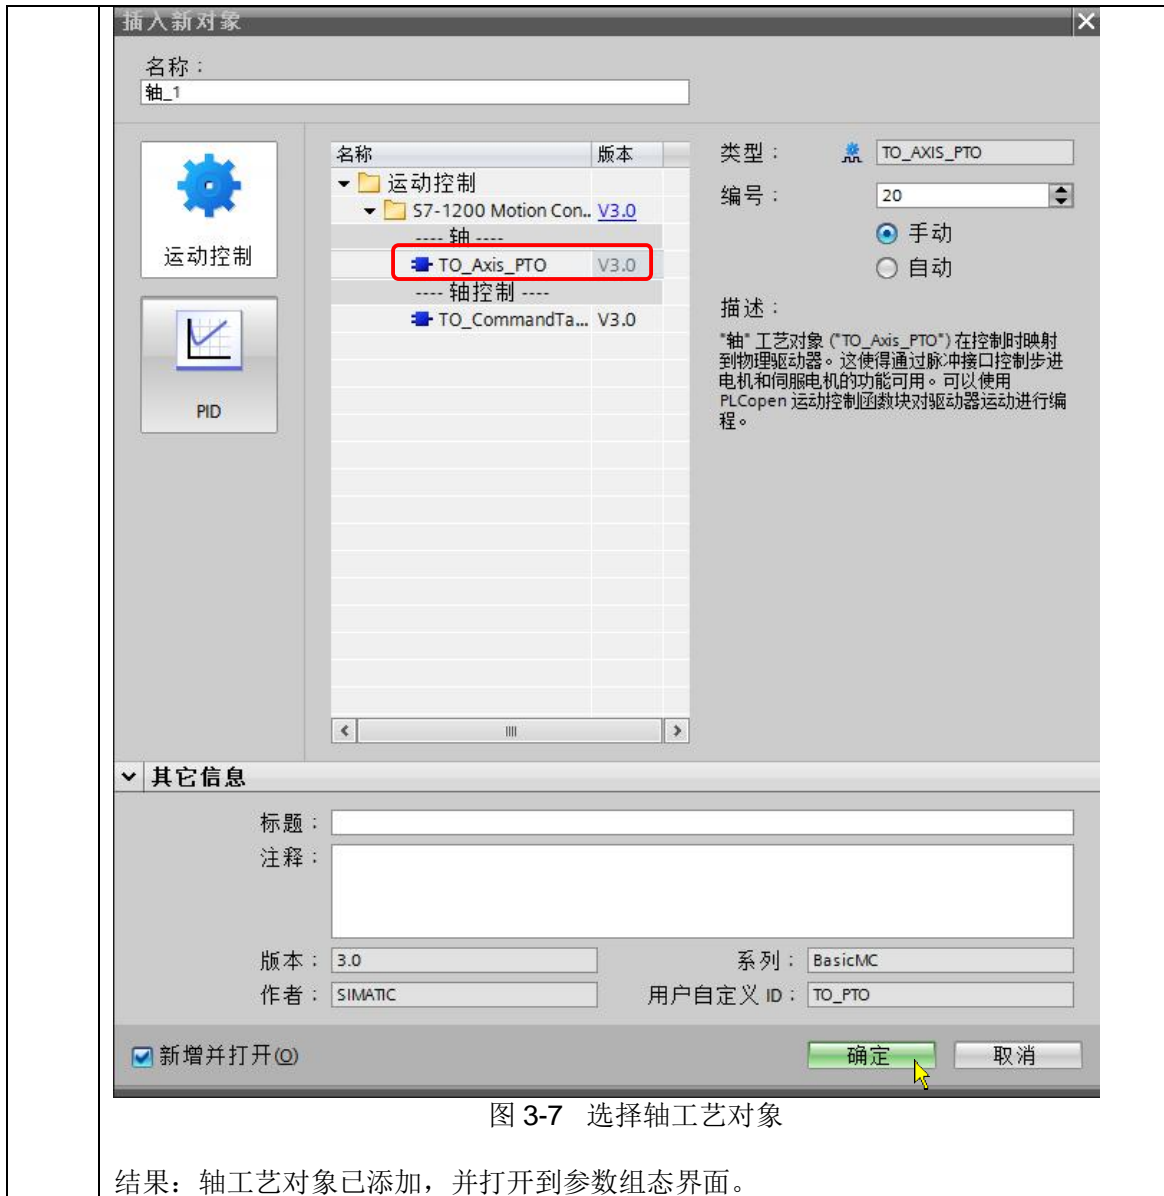 插入新对象
名称：
轴_1
运动控制
PID
名称 版本
运动控制
S7-1200 Motion Con.. V3.0
---- 轴 ----
TO_Axis_PTO V3.0
---- 轴控制 ----
TO_CommandTa... V3.0
类型： TO_AXIS_PTO
编号： 20
手动
自动
描述：
"轴" 工艺对象 ("TO_Axis_PTO") 在控制时映射
到物理驱动器。这使得通过脉冲接口控制步进
电机和伺服电机的功能可用。可以使用
PLCopen 运动控制函数块对驱动器运动进行编
程。
其它信息
标题：
注释：
版本： 3.0 系列： BasicMC
作者： SIMATIC 用户自定义 ID： TO_PTO
新增并打开(O) 确定 取消
图 3-7 选择轴工艺对象
结果：轴工艺对象已添加，并打开到参数组态界面。